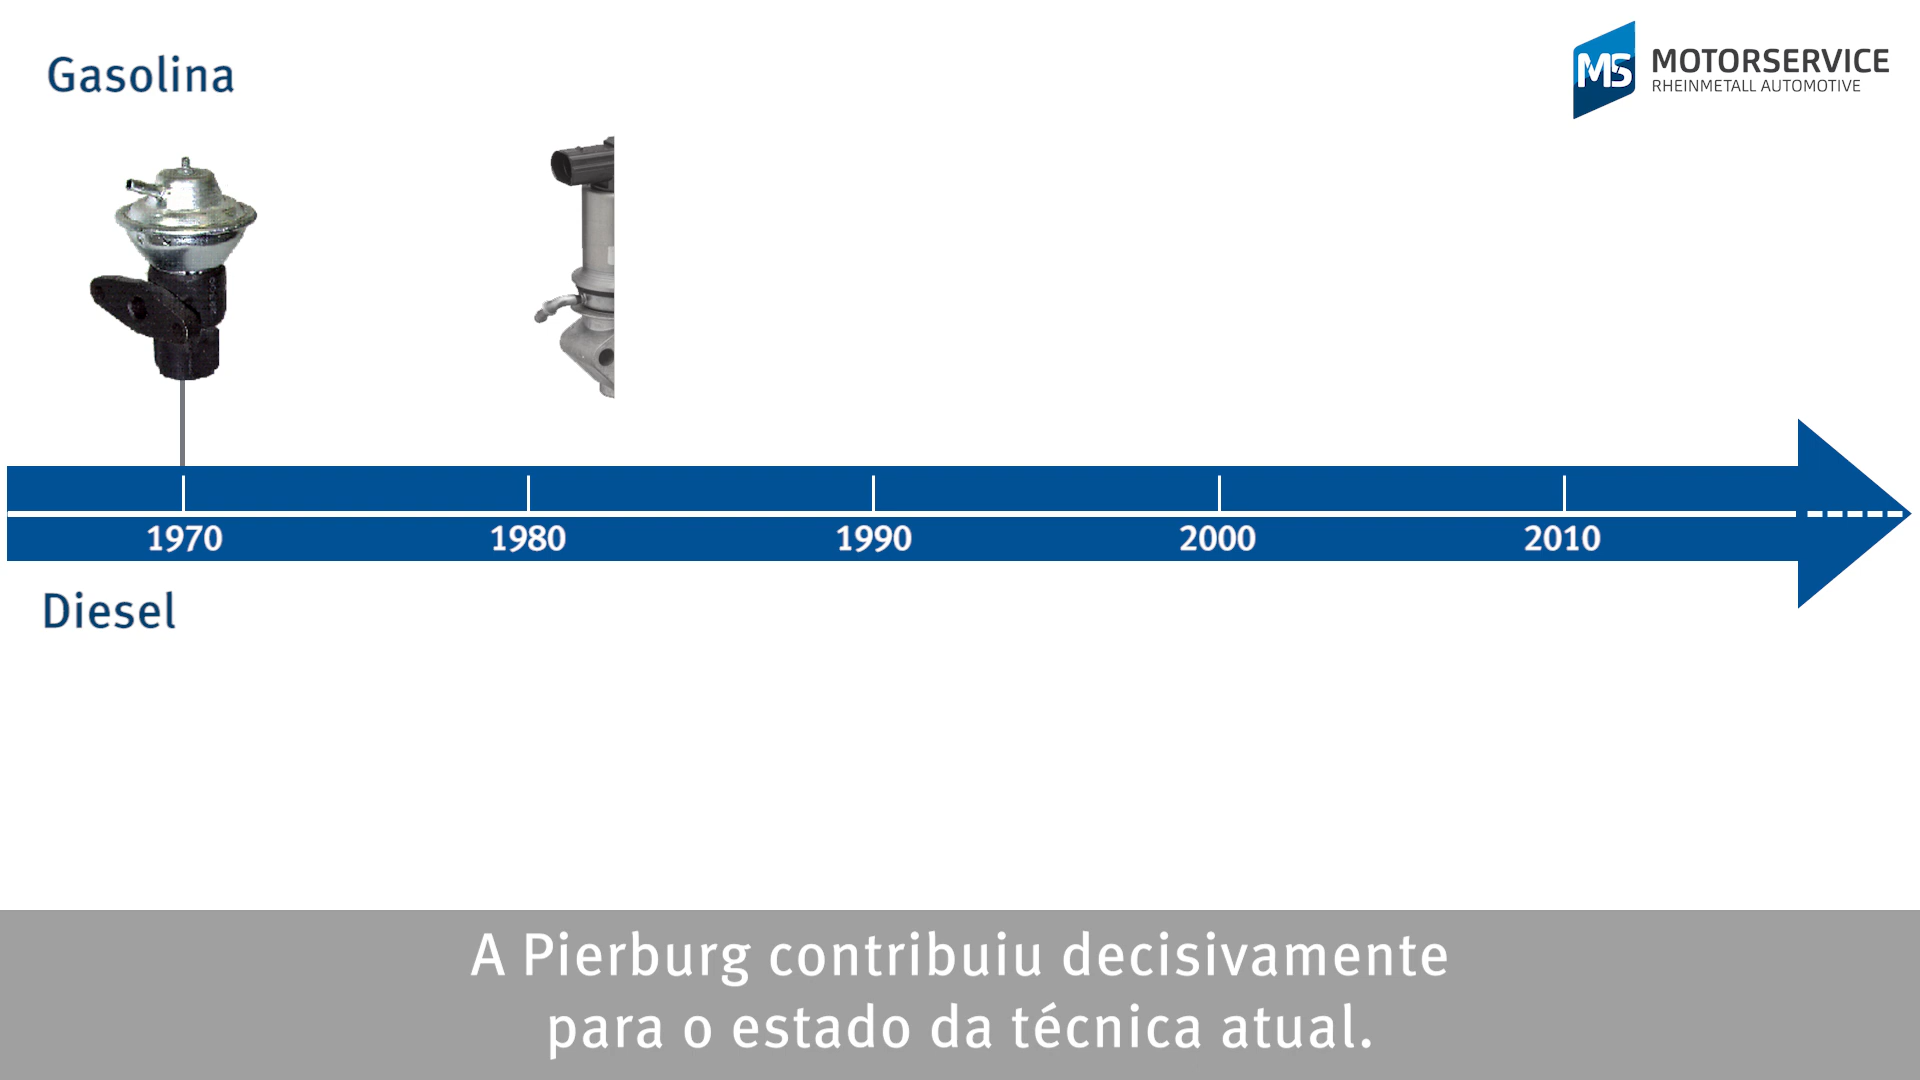 Gasolina
MS MOTORSERVICE
RHEINMETALL AUTOMOTIVE
1970 1980 1990 2000 2010
Diesel
A Pierburg contribuiu decisivamente
para o estado da técnica atual.